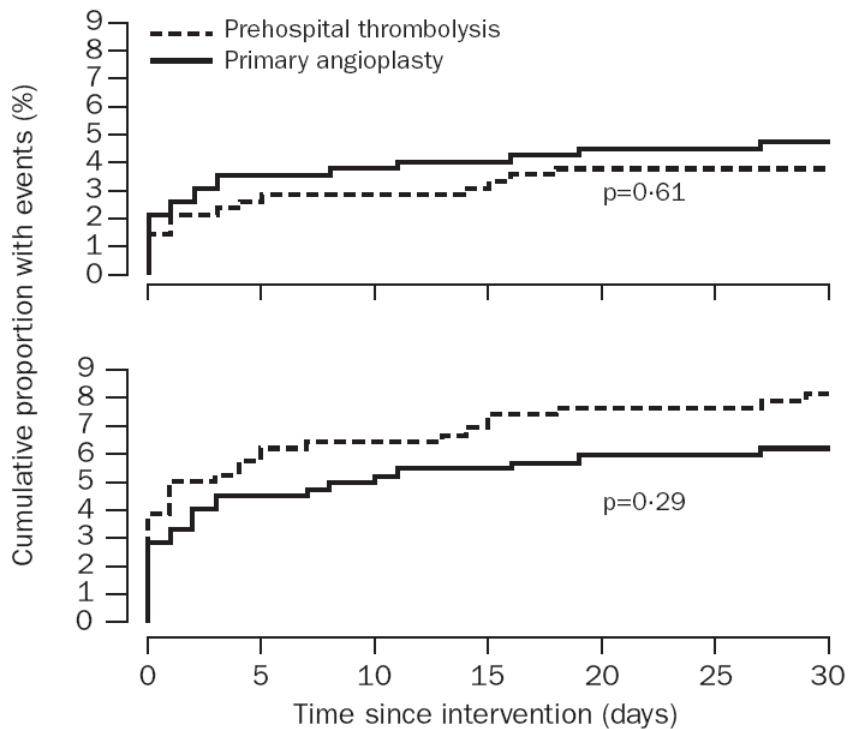 Cumulative proportion with events (%)
9
8
7
6
5
4
3
2
1
0
Prehospital thrombolysis
Primary angioplasty
p=0·61
9
8
7
6
5
4
3
2
1
0
p=0·29
0 5 10 15 20 25 30
Time since intervention (days)